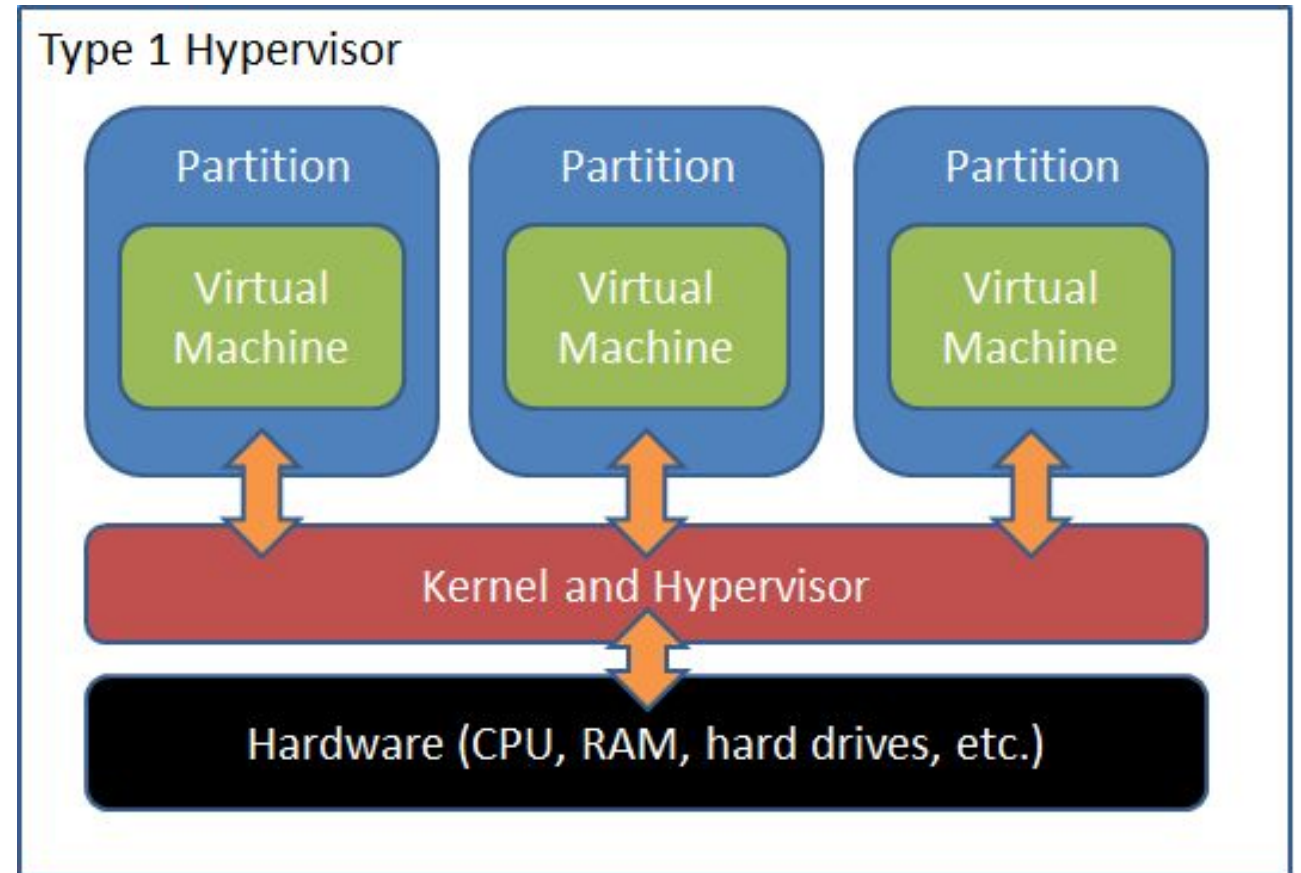 Type 1 Hypervisor
Partition
Virtual
Machine
Partition
Virtual
Machine
Partition
Virtual
Machine
Kernel and Hypervisor
Hardware (CPU, RAM, hard drives, etc.)